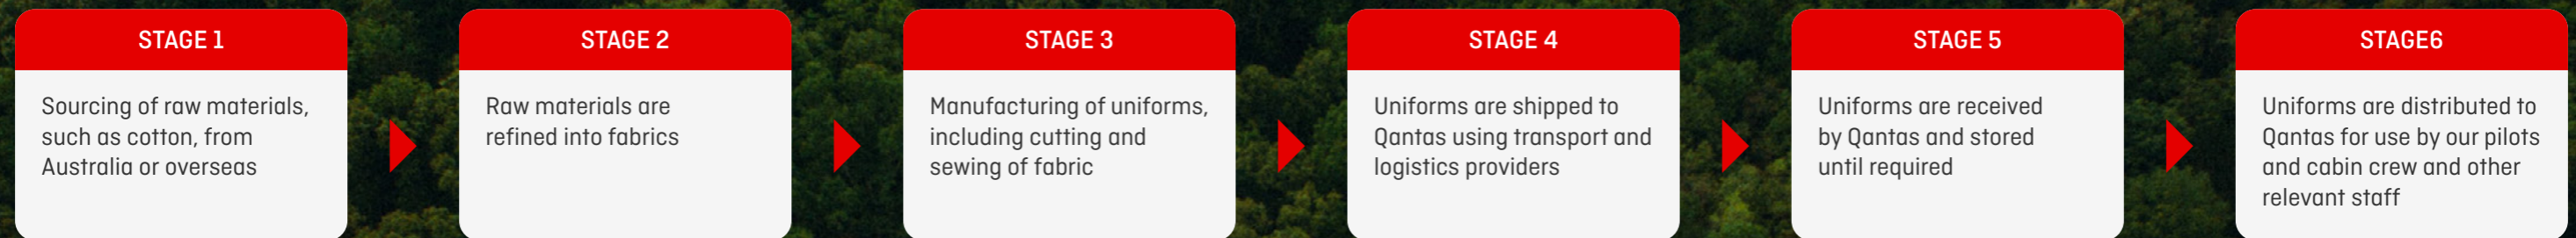 STAGE 1
Sourcing of raw materials,
such as cotton, from
Australia or overseas
STAGE 2
Raw materials are
refined into fabrics
STAGE 3
Manufacturing of uniforms,
including cutting and
sewing of fabric
STAGE 4
Uniforms are shipped to
Qantas using transport and
logistics providers
STAGE 5
Uniforms are received
by Qantas and stored
until required
STAGE6
Uniforms are distributed to
Qantas for use by our pilots
and cabin crew and other
relevant staff